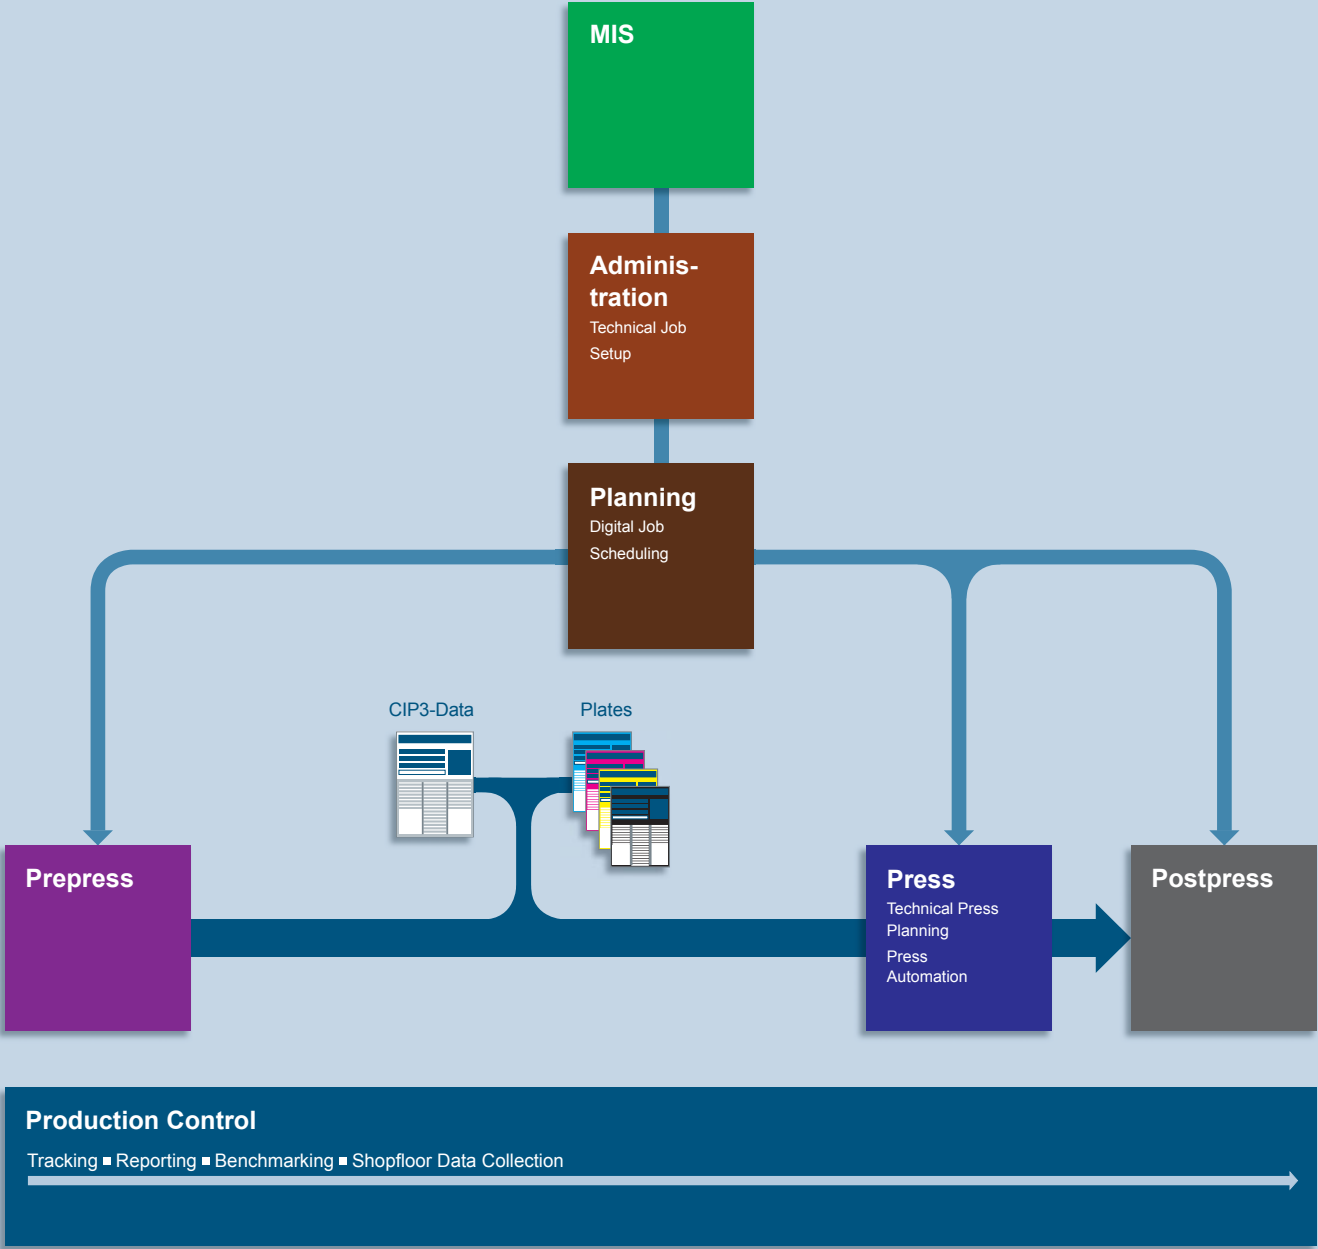 MIS
Adminis-
tration
Technical Job
Setup
Planning
Digital Job
Scheduling
CIP3-Data
Plates
Prepress
Press
Technical Press
Planning
Press
Automation
Postpress
Production Control
Tracking ▪ Reporting ▪ Benchmarking ▪ Shopfloor Data Collection